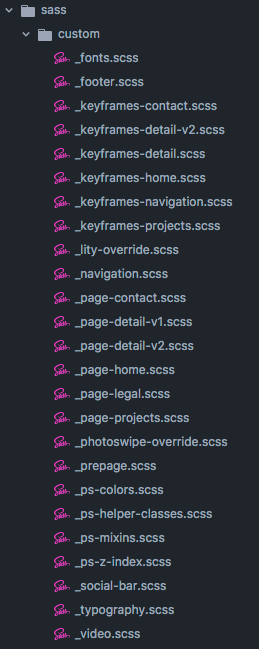 sass
custom
_fonts.scss
_footer.scss
_keyframes-contact.scss
_keyframes-detail-v2.scss
_keyframes-detail.scss
_keyframes-home.scss
_keyframes-navigation.scss
_keyframes-projects.scss
_lity-override.scss
_navigation.scss
_page-contact.scss
_page-detail-v1.scss
_page-detail-v2.scss
_page-home.scss
_page-legal.scss
_page-projects.scss
_photoswipe-override.scss
_prepage.scss
_ps-colors.scss
_ps-helper-classes.scss
_ps-mixins.scss
_ps-z-index.scss
_social-bar.scss
_typography.scss
_video.scss